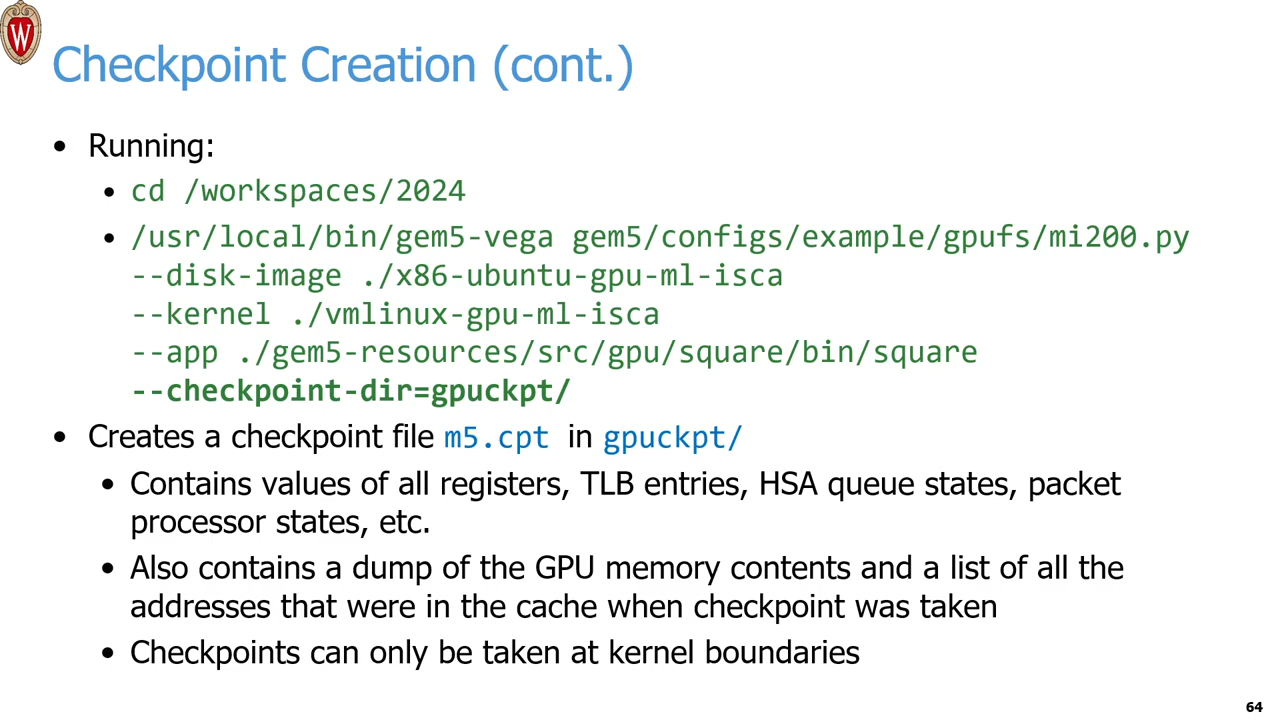 W
Checkpoint Creation (cont.)
• Running:
• cd /workspaces/2024
• /usr/local/bin/gem5-vega gem5/configs/example/gpufs/mi200.py
--disk-image ./x86-ubuntu-gpu-ml-isca
--kernel ./vmlinux-gpu-ml-isca
--app ./gem5-resources/src/gpu/square/bin/square
--checkpoint-dir=gpuckpt/
• Creates a checkpoint file m5.cpt in gpuckpt/
• Contains values of all registers, TLB entries, HSA queue states, packet
processor states, etc.
• Also contains a dump of the GPU memory contents and a list of all the
addresses that were in the cache when checkpoint was taken
• Checkpoints can only be taken at kernel boundaries
64